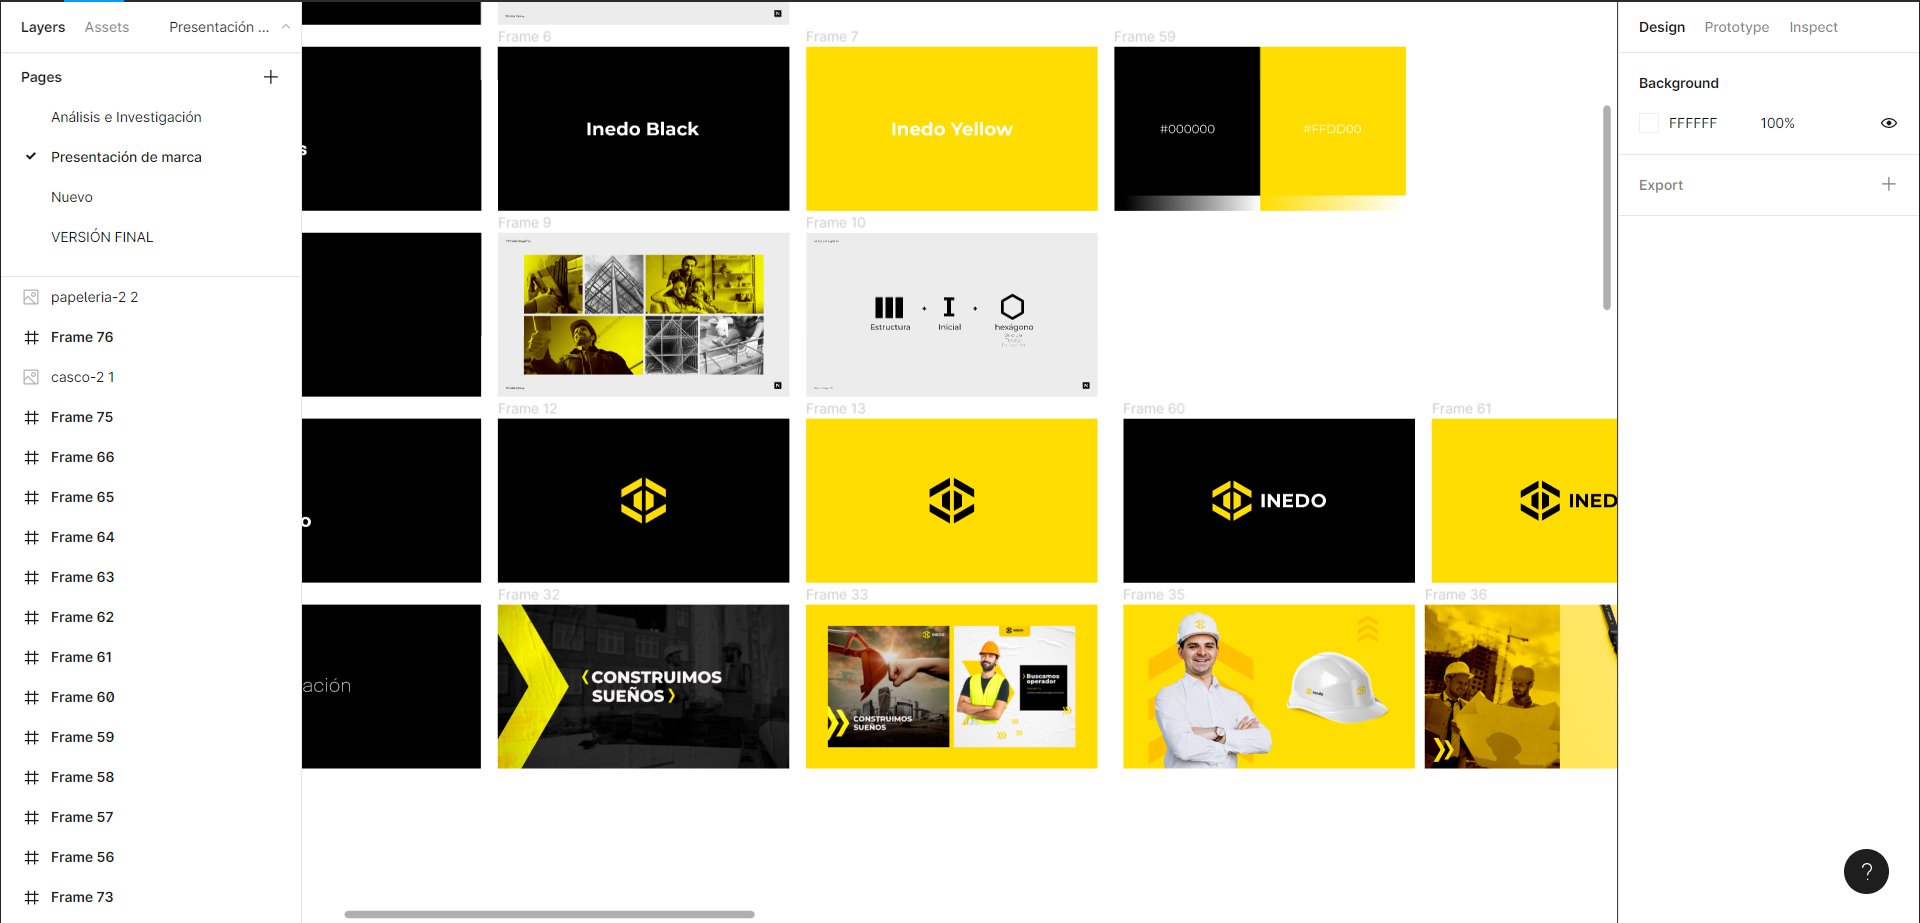 Layers
Assets
Presentación ...
Pages
Análisis e Investigación
Presentación de marca
Nuevo
VERSIÓN FINAL
papeleria-2 2
Frame 76
casco-2 1
Frame 75
Frame 66
Frame 65
Frame 64
Frame 63
Frame 62
Frame 61
Frame 60
Frame 59
Frame 58
Frame 57
Frame 56
Frame 73
Frame 6
Frame 7
Frame 59
s
Inedo Black
Inedo Yellow
#000000
#FFDD00
Frame 9
Frame 10
Estructura
Inicial
hexágono
Frame 12
Frame 13
Frame 60
Frame 61
o
INEDO
INED
Frame 32
Frame 33
Frame 35
Frame 36
ación
CONSTRUIMOS
SUEÑOS
INEDO
CONSTRUIMOS
SUEÑOS
INEDO
Buscamos
operador
Inedo
Design
Prototype
Inspect
Background
FFFFFF
100%
Export
?